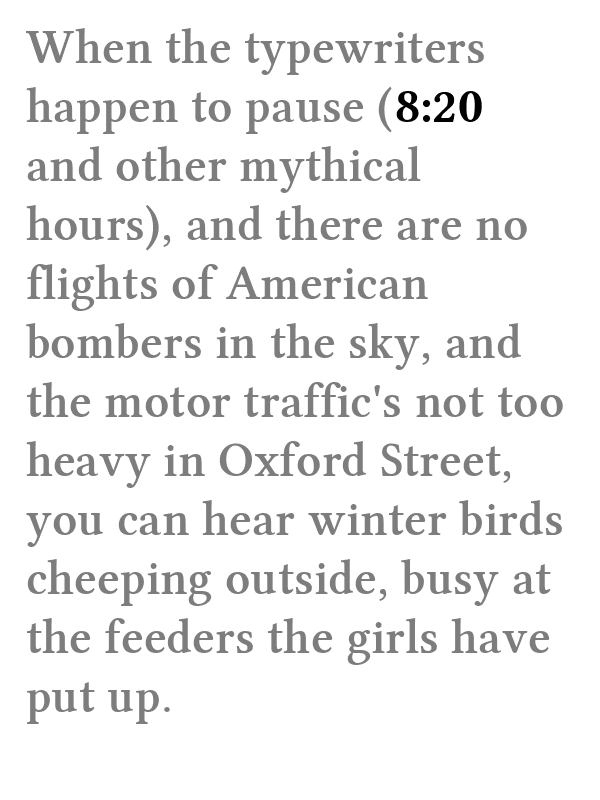 When the typewriters
happen to pause (8:20
and other mythical
hours), and there are no
flights of American
bombers in the sky, and
the motor traffic's not too
heavy in Oxford Street,
you can hear winter birds
cheeping outside, busy at
the feeders the girls have
put up.